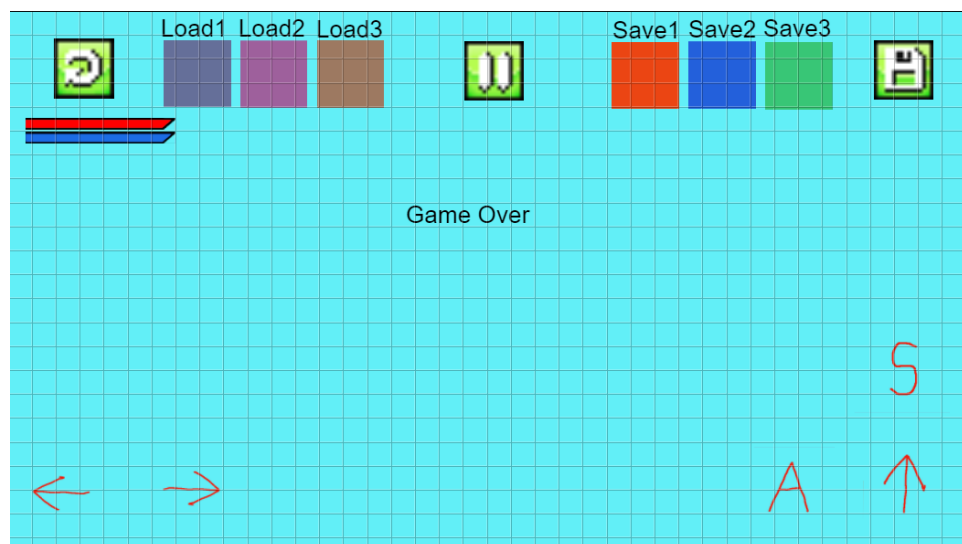 Load1 Load2 Load3 Save1 Save2 Save3
Game Over
S
← → A ↑